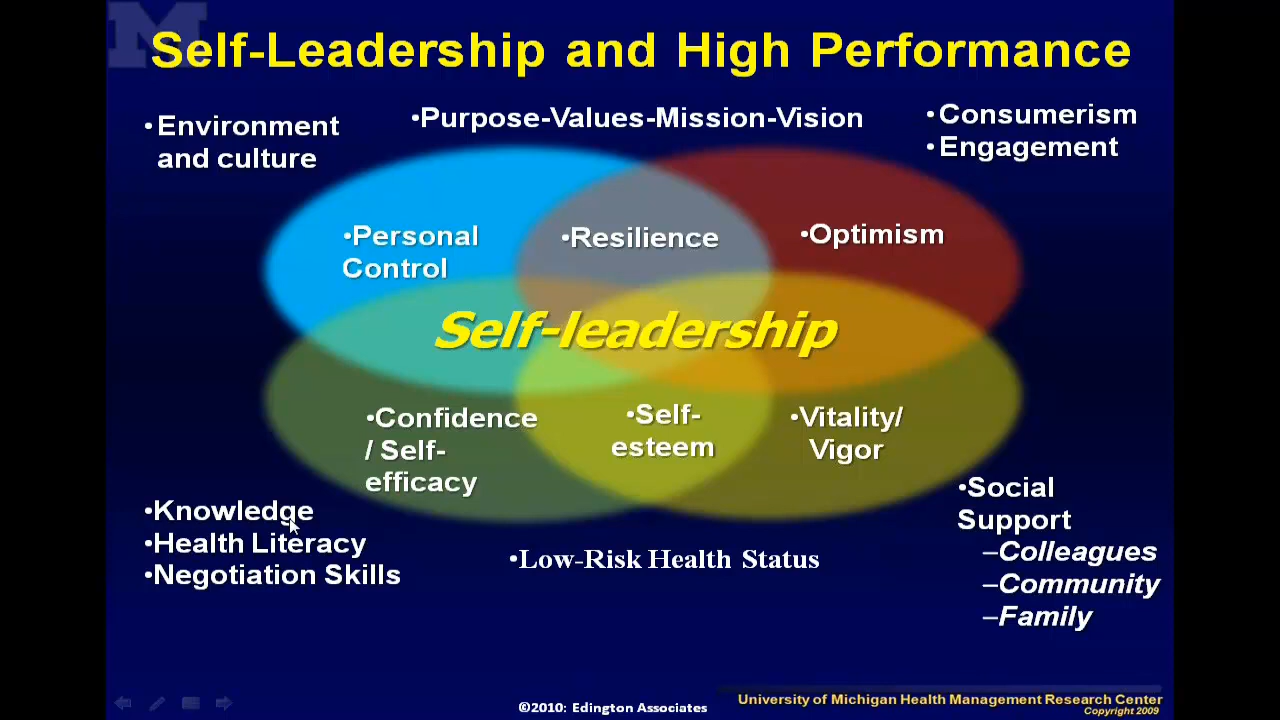 Self-Leadership and High Performance
•Environment
and culture
•Purpose-Values-Mission-Vision
•Consumerism
•Engagement
•Personal
Control
•Resilience
•Optimism
Self-leadership
•Confidence
/ Self-
efficacy
•Self-
esteem
•Vitality/
Vigor
•Knowledge
•Health Literacy
•Negotiation Skills
•Low-Risk Health Status
•Social
Support
–Colleagues
–Community
–Family
©2010: Edington Associates
University of Michigan Health Management Research Center
Copyright 2009
M